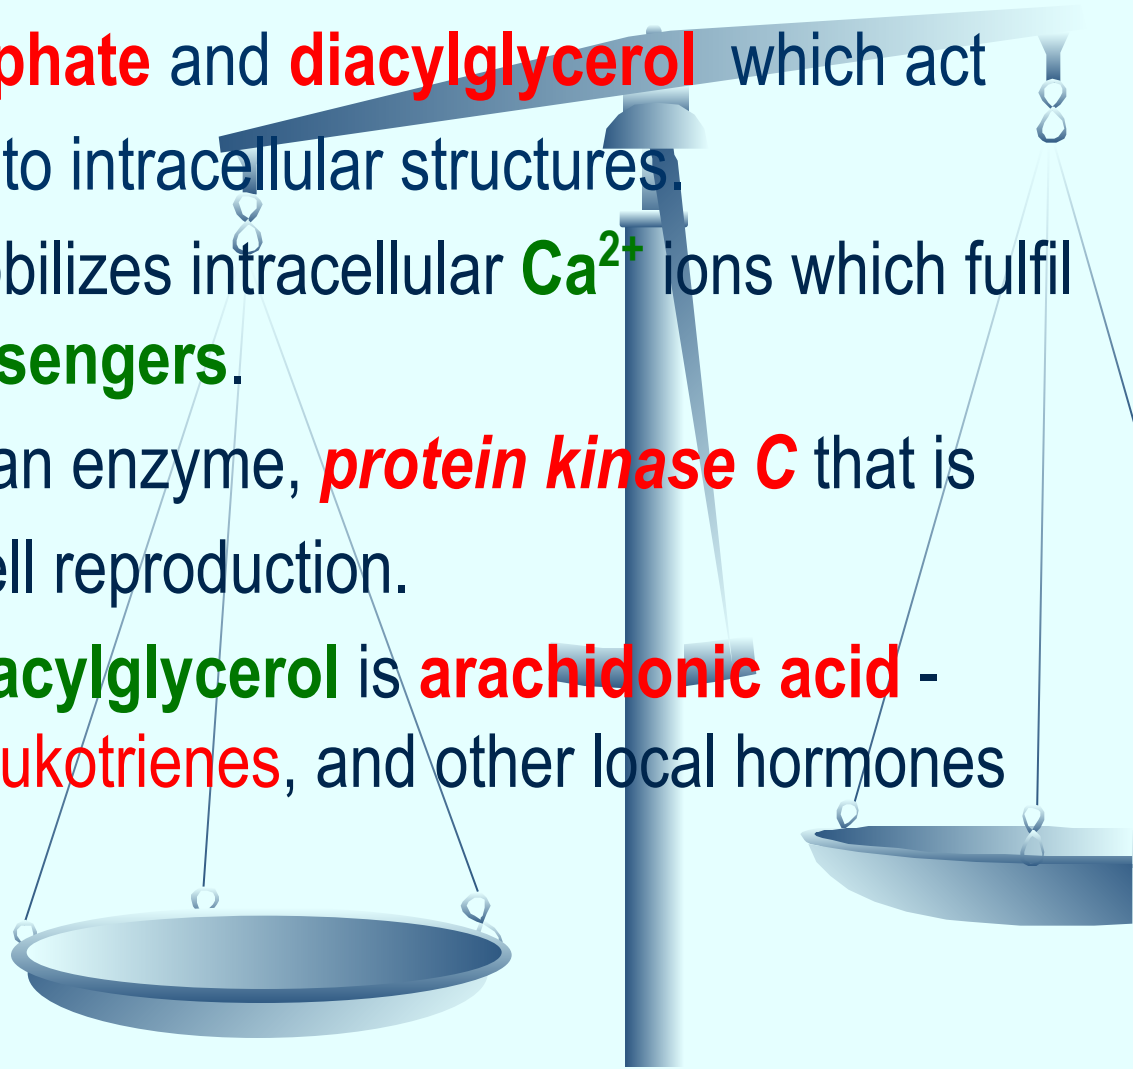 phate and diacylglycerol which act
to intracellular structures.
bilizes intracellular Ca²⁺ ions which fulfil
sengers.
an enzyme, protein kinase C that is
ell reproduction.
acylglycerol is arachidonic acid -
ukotrienes, and other local hormones